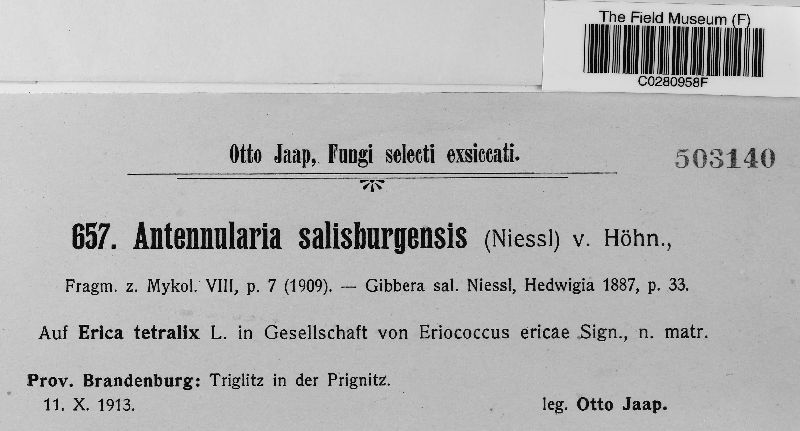 The Field Museum (F)
C0280958F
Otto Jaap, Fungi selecti exsiccati.
503140
657. Antennularia salisburgensis (Niessl) v. Höhn.,
Fragm. z. Mykol. VIII, p. 7 (1909). — Gibbera sal. Niessl, Hedwigia 1887, p. 33.
Auf Erica tetralix L. in Gesellschaft von Eriococcus ericae Sign., n. matr.
Prov. Brandenburg: Triglitz in der Prignitz.
11. X. 1913. leg. Otto Jaap.